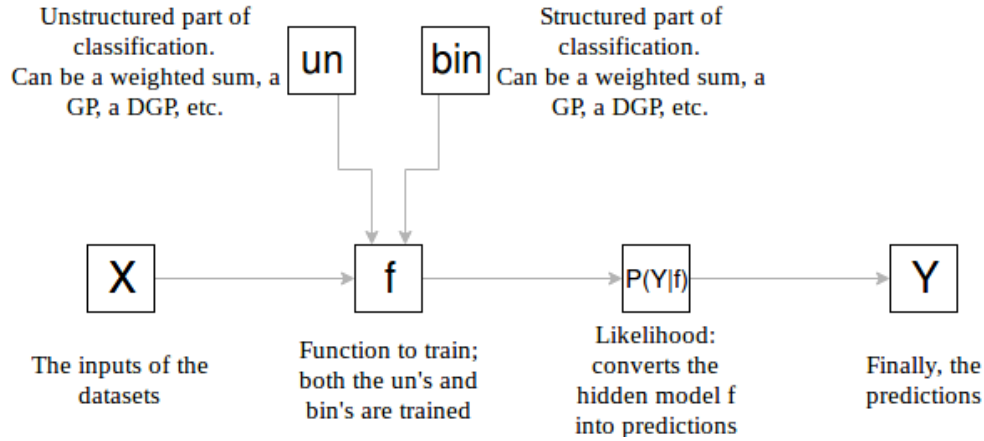 Unstructured part of
classification.
Can be a weighted sum, a
GP, a DGP, etc.
un
bin
Structured part of
classification.
Can be a weighted sum, a
GP, a DGP, etc.
X
f
P(Y|f)
Y
The inputs of the
datasets
Function to train;
both the un's and
bin's are trained
Likelihood:
converts the
hidden model f
into predictions
Finally, the
predictions